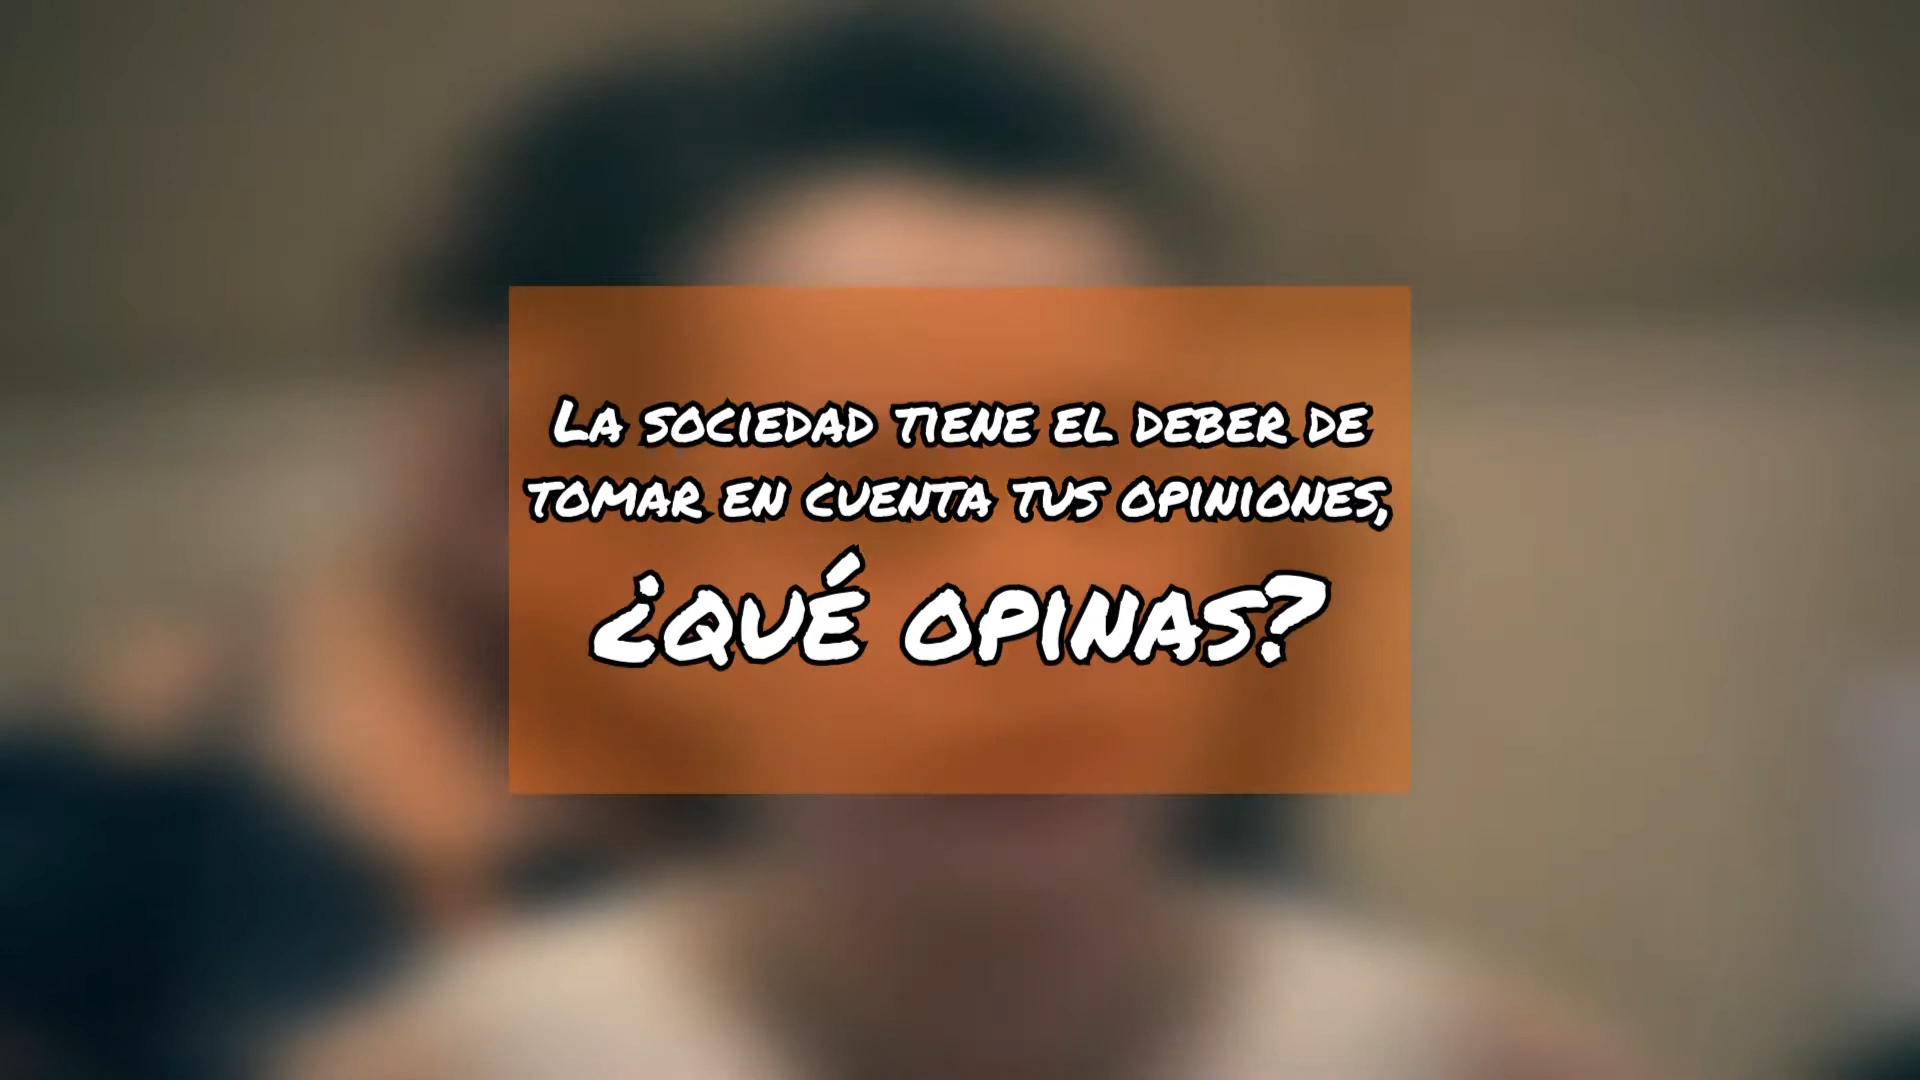 La sociedad tiene el deber de
tomar en cuenta tus opiniones,
¿qué opinas?